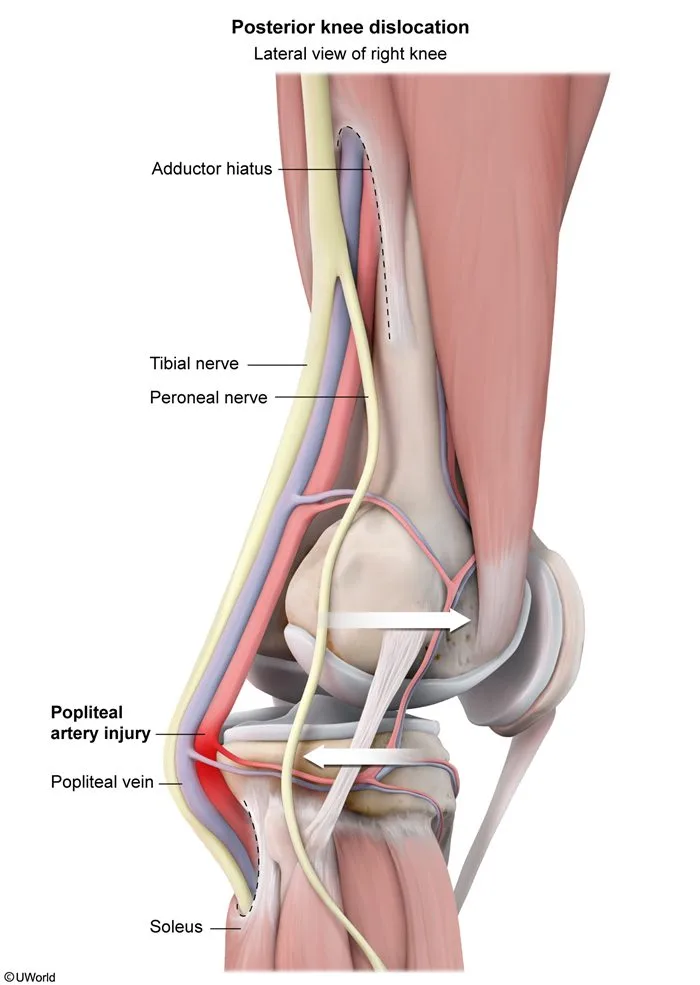 Posterior knee dislocation
Lateral view of right knee
Adductor hiatus
Tibial nerve
Peroneal nerve
Popliteal
artery injury
Popliteal vein
Soleus
©UWorld